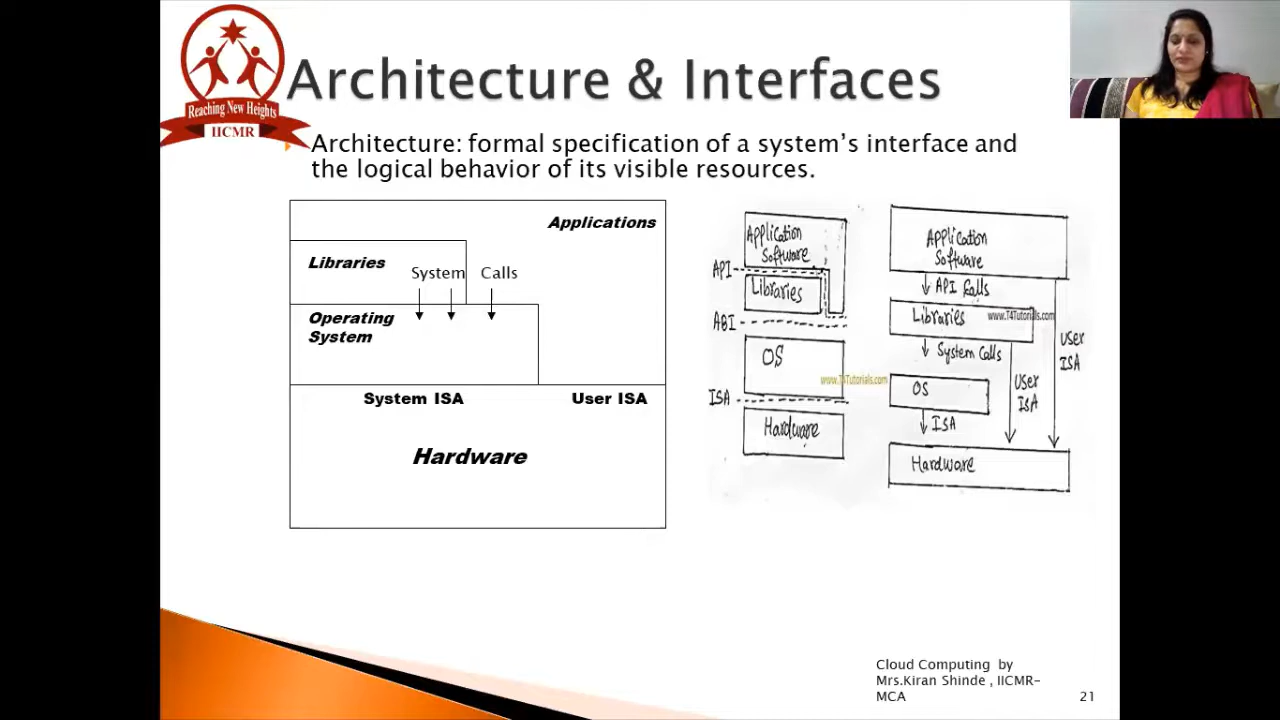 Architecture & Interfaces
Reaching New Heights
IICMR
Architecture: formal specification of a system's interface and
the logical behavior of its visible resources.
Applications
Libraries
System Calls
Operating
System
System ISA
User ISA
Hardware
Application
Software
API
Libraries
ABI
OS
www.T4Tutorials.com
ISA
Hardware
Application
Software
API Calls
Libraries
www.T4Tutorials.com
System Calls
User
ISA
OS
User
ISA
ISA
Hardware
Cloud Computing by
Mrs.Kiran Shinde , IICMR-
MCA
21